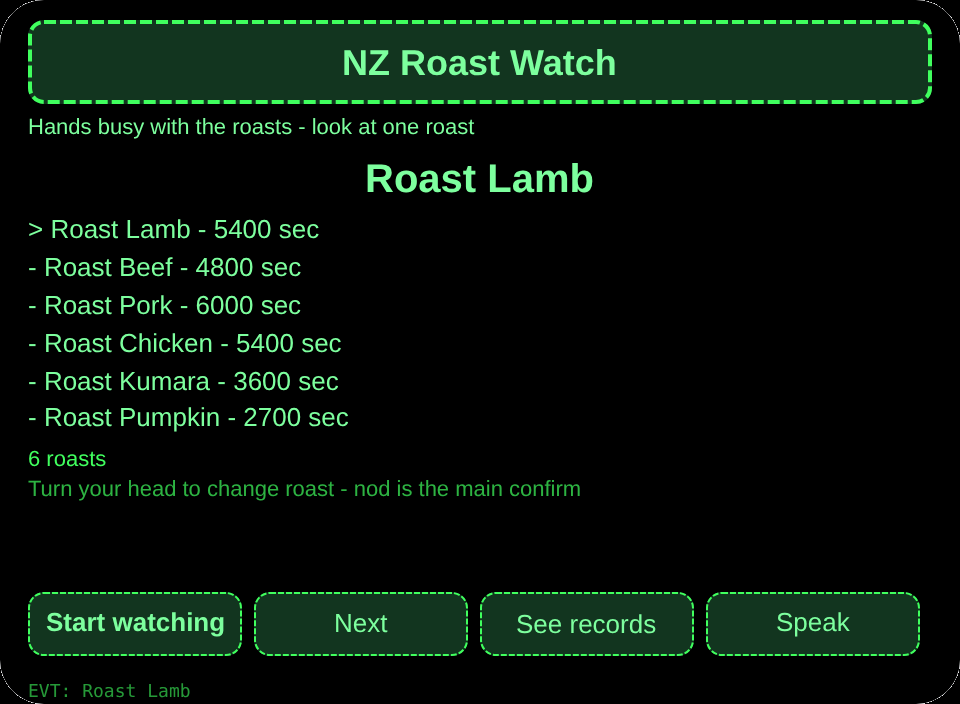 NZ Roast Watch
Hands busy with the roasts - look at one roast
Roast Lamb
> Roast Lamb - 5400 sec
- Roast Beef - 4800 sec
- Roast Pork - 6000 sec
- Roast Chicken - 5400 sec
- Roast Kumara - 3600 sec
- Roast Pumpkin - 2700 sec
6 roasts
Turn your head to change roast - nod is the main confirm
Start watching
Next
See records
Speak
EVT: Roast Lamb